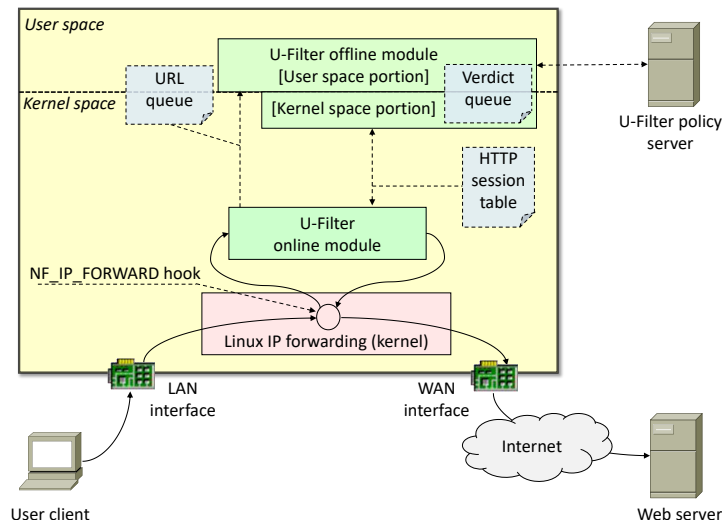 User space
U-Filter offline module
[User space portion]
URL
queue
Verdict
queue
Kernel space
[Kernel space portion]
U-Filter policy
server
HTTP
session
table
U-Filter
online module
NF_IP_FORWARD hook
Linux IP forwarding (kernel)
LAN
interface
WAN
interface
Internet
User client
Web server